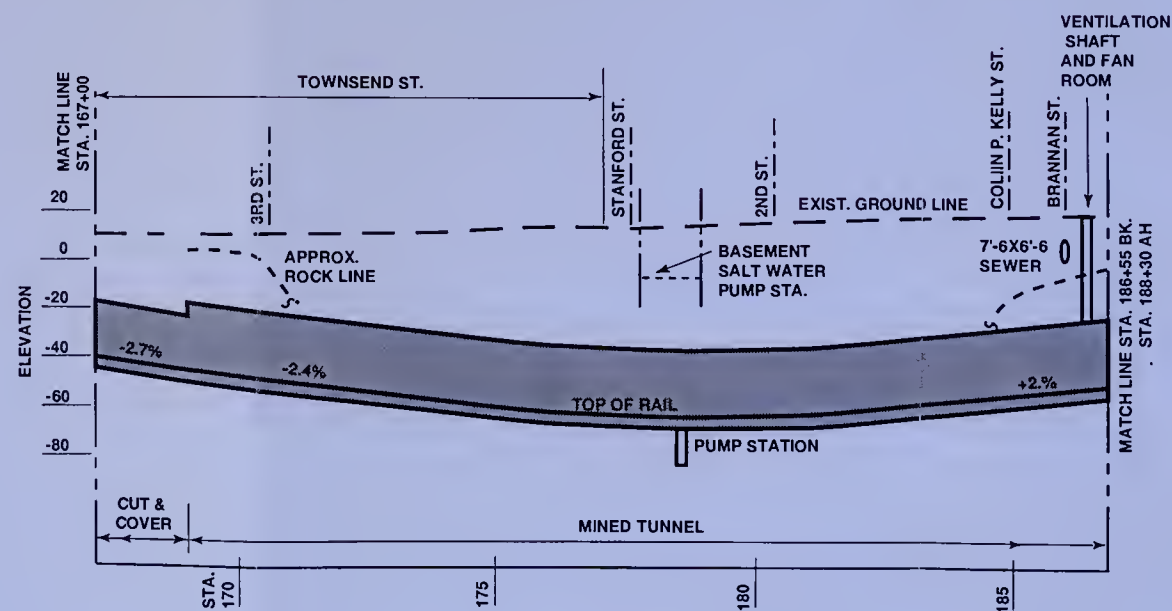 VENTILATION
SHAFT
AND FAN
ROOM
MATCH LINE
STA. 167+00
TOWNSEND ST.
3RD ST.
STANFORD ST.
2ND ST.
COLIIN P. KELLY ST.
BRANNAN ST.
EXIST. GROUND LINE
20
0
-20
-40
-60
-80
ELEVATION
APPROX.
ROCK LINE
BASEMENT
SALT WATER
PUMP STA.
7'-6X6'-6
SEWER
-2.7%
-2.4%
+2.%
TOP OF RAIL
PUMP STATION
MATCH LINE STA. 186+55 BK.
STA. 188+30 AH
CUT &
COVER
MINED TUNNEL
STA.
170
175
180
185